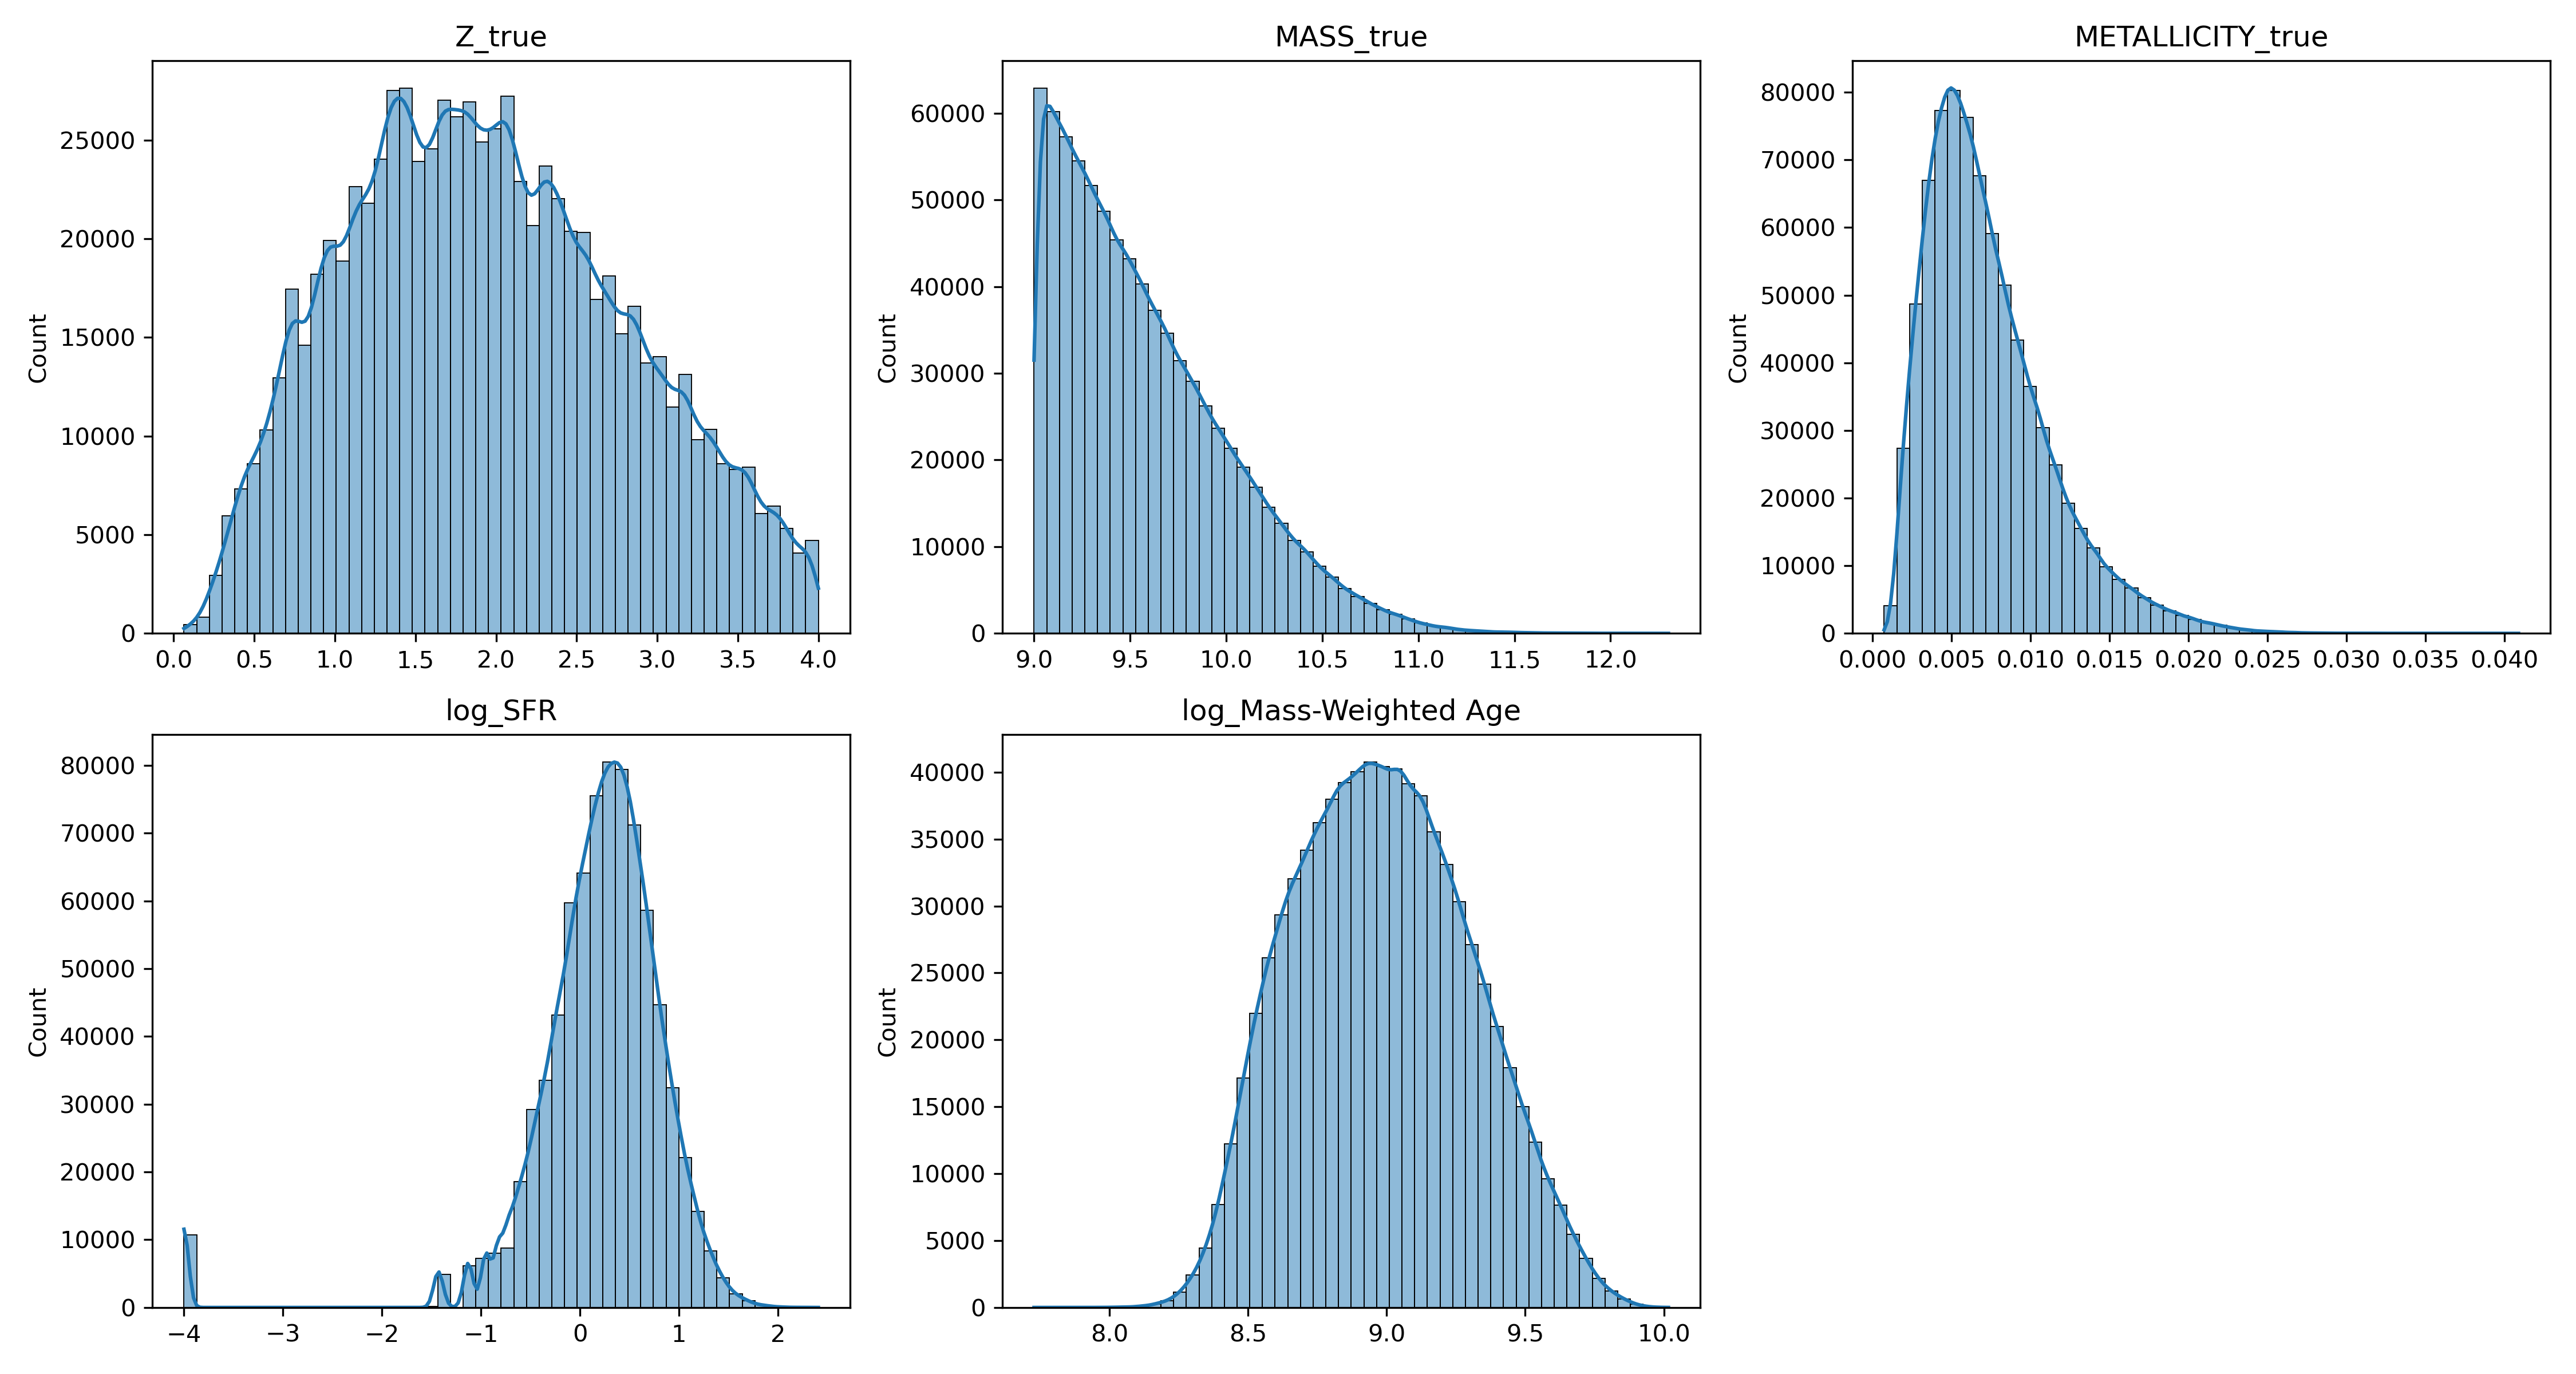 Z_true
MASS_true
METALLICITY_true
Count
25000
20000
15000
10000
5000
0
0.0 0.5 1.0 1.5 2.0 2.5 3.0 3.5 4.0
Count
60000
50000
40000
30000
20000
10000
0
9.0 9.5 10.0 10.5 11.0 11.5 12.0
Count
80000
70000
60000
50000
40000
30000
20000
10000
0
0.000 0.005 0.010 0.015 0.020 0.025 0.030 0.035 0.040
log_SFR
log_Mass-Weighted Age
Count
80000
70000
60000
50000
40000
30000
20000
10000
0
−4 −3 −2 −1 0 1 2
Count
40000
35000
30000
25000
20000
15000
10000
5000
0
8.0 8.5 9.0 9.5 10.0